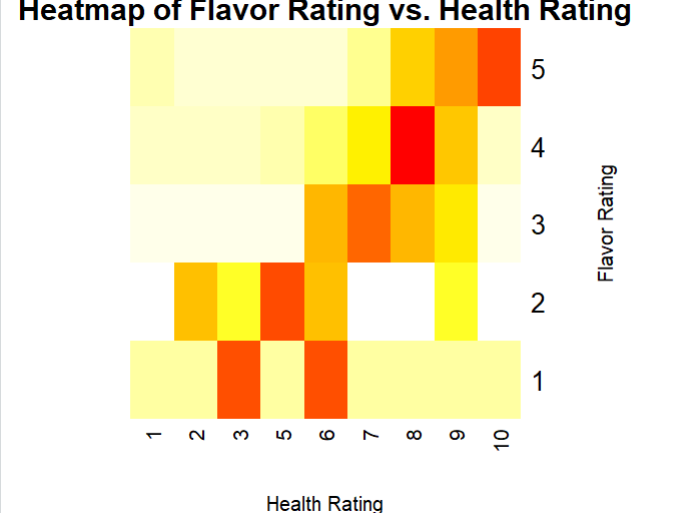 Heatmap of Flavor Rating vs. Health Rating
5
4
3
2
1
Flavor Rating
1 2 3 5 6 7 8 9 10
Health Rating